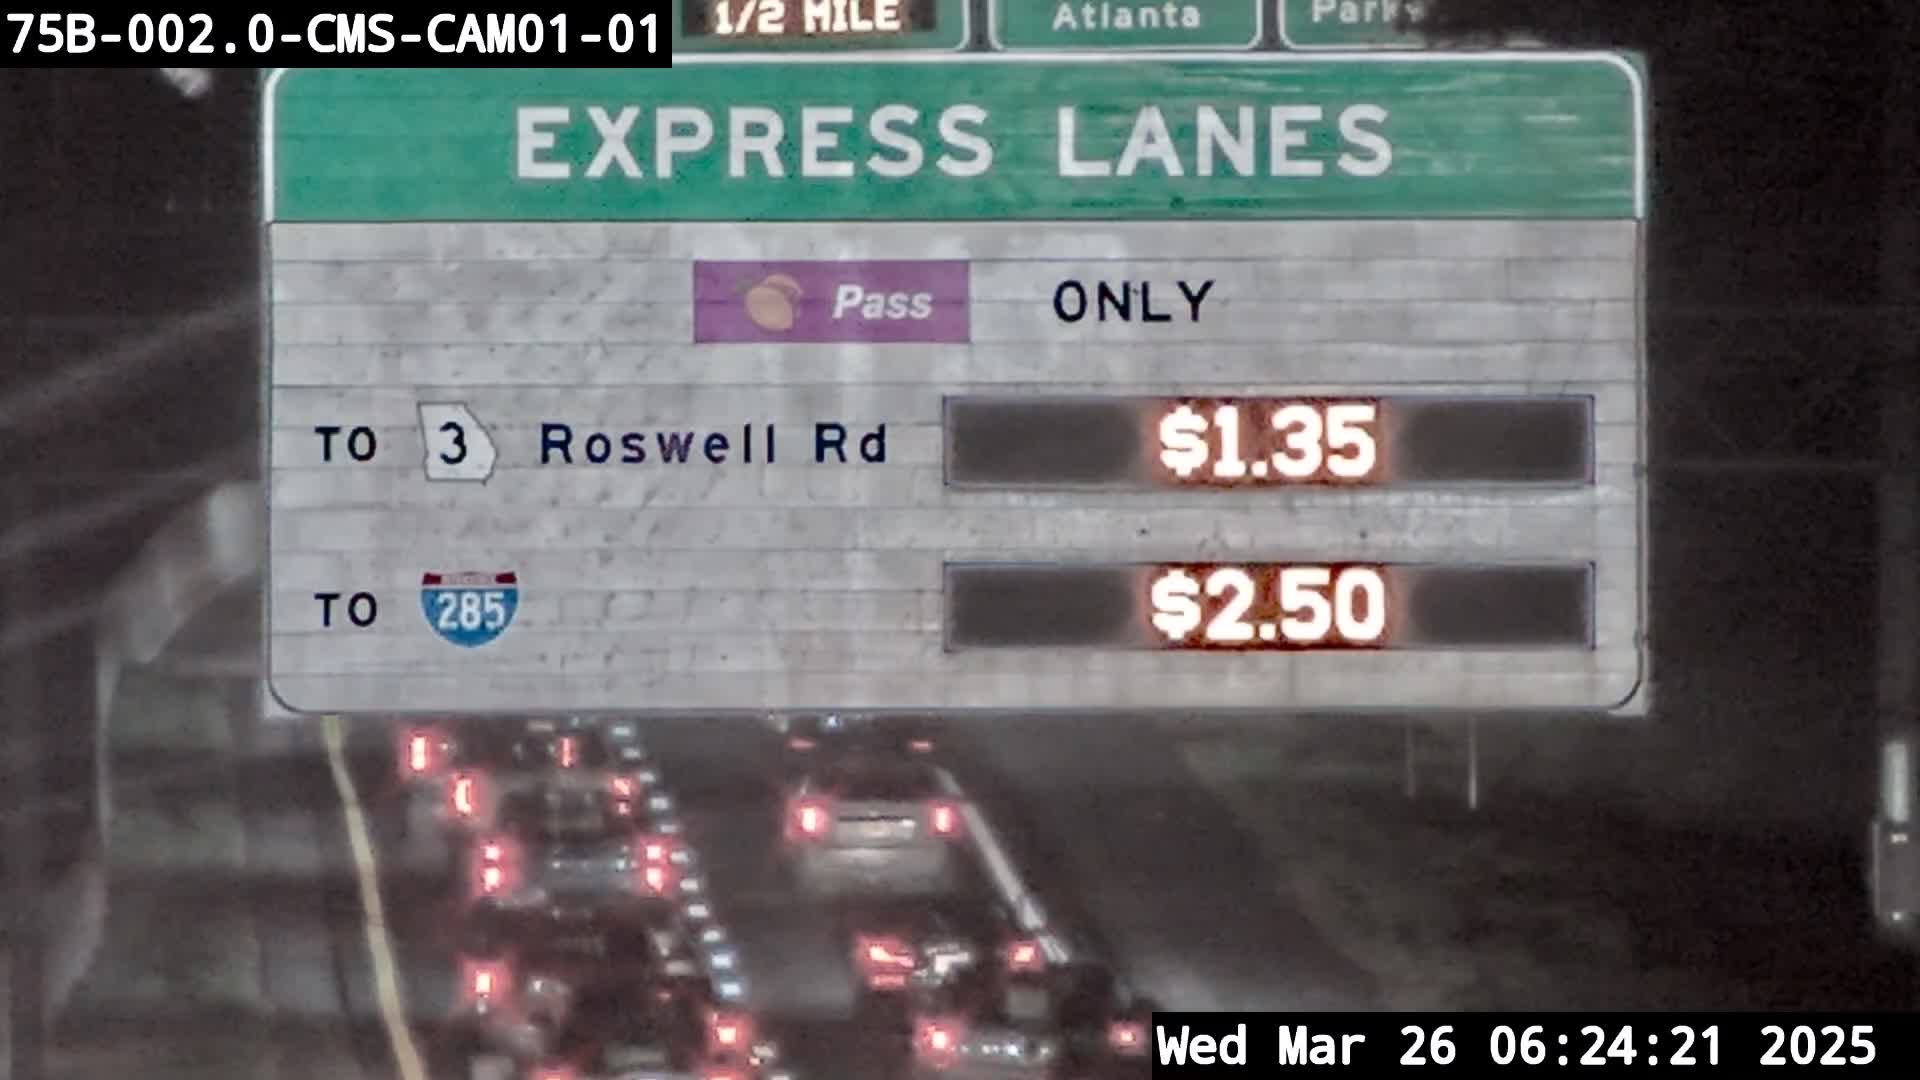 75B-002.0-CMS-CAM01-01
1/2 MILE
Atlanta
EXPRESS LANES
Pass ONLY
TO 3 Roswell Rd $1.35
TO 285 $2.50
Wed Mar 26 06:24:21 2025